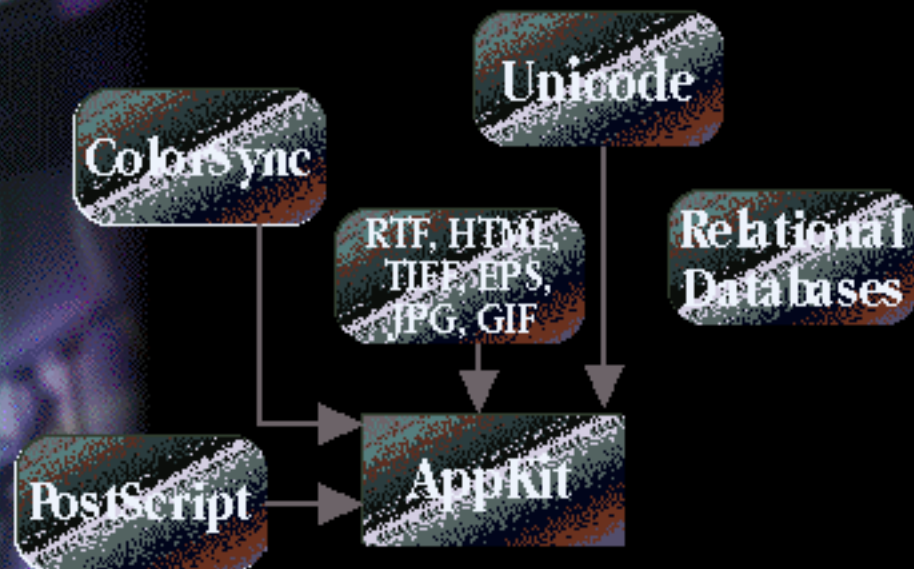 Unicode
ColorSync
RTF, HTML,
TIFF, EPS,
JPG, GIF
Relational
Databases
PostScript
AppKit